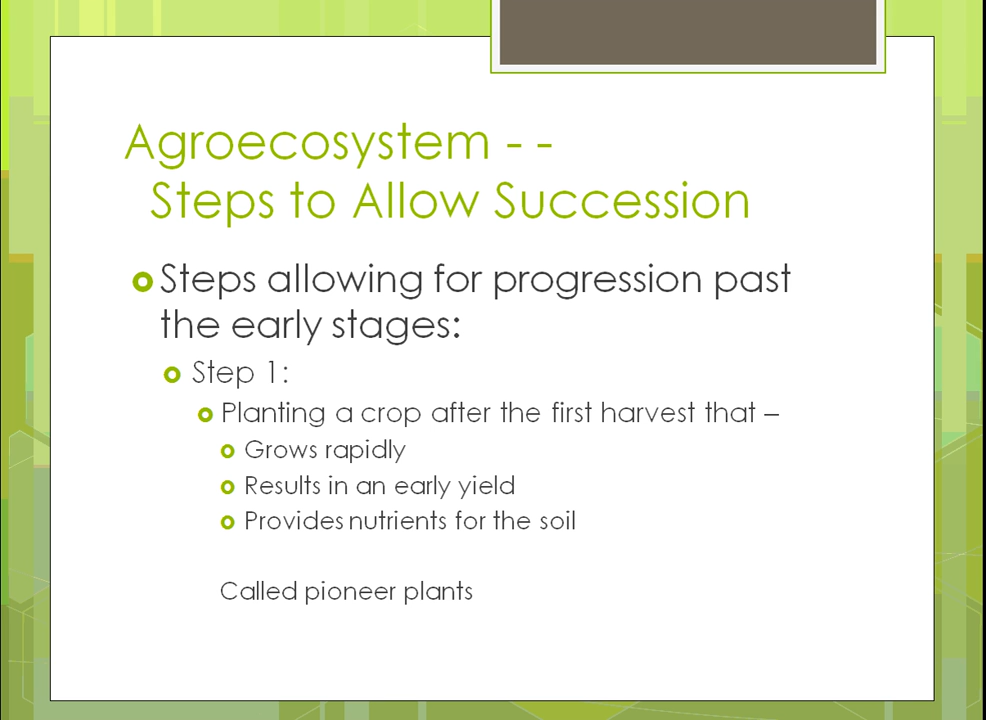 Agroecosystem - -
Steps to Allow Succession
Steps allowing for progression past
the early stages:
Step 1:
Planting a crop after the first harvest that –
Grows rapidly
Results in an early yield
Provides nutrients for the soil
Called pioneer plants